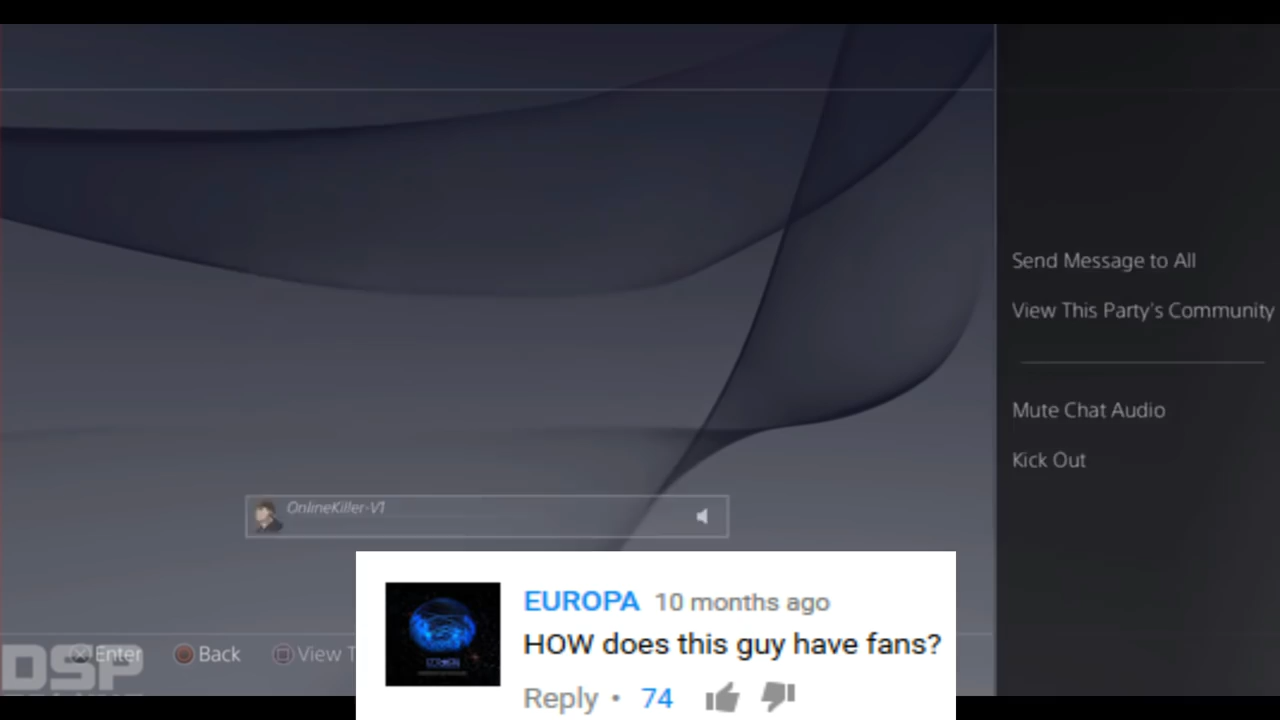 Send Message to All
View This Party's Community
Mute Chat Audio
Kick Out
OnlineKiller-V1
DSP
Enter
Back
View T
EUROPA 10 months ago
HOW does this guy have fans?
Reply • 74